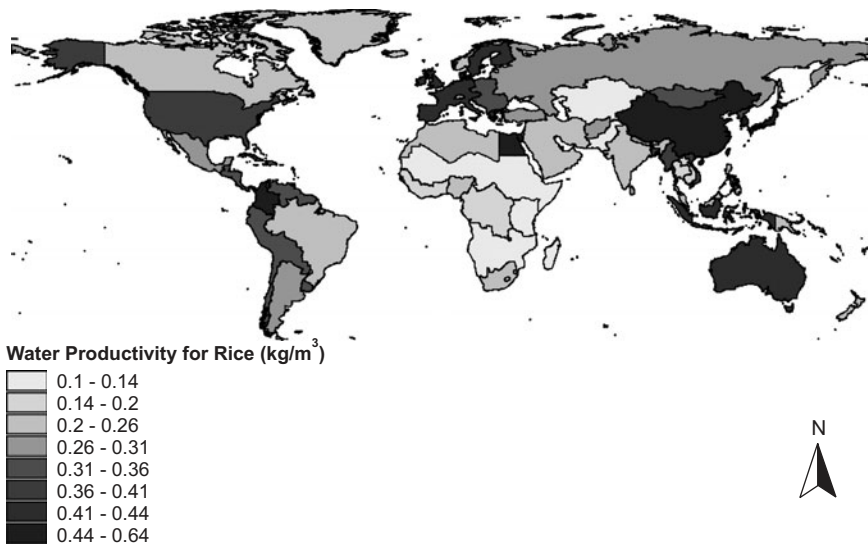 Water Productivity for Rice (kg/m³)
0.1 - 0.14
0.14 - 0.2
0.2 - 0.26
0.26 - 0.31
0.31 - 0.36
0.36 - 0.41
0.41 - 0.44
0.44 - 0.64
N